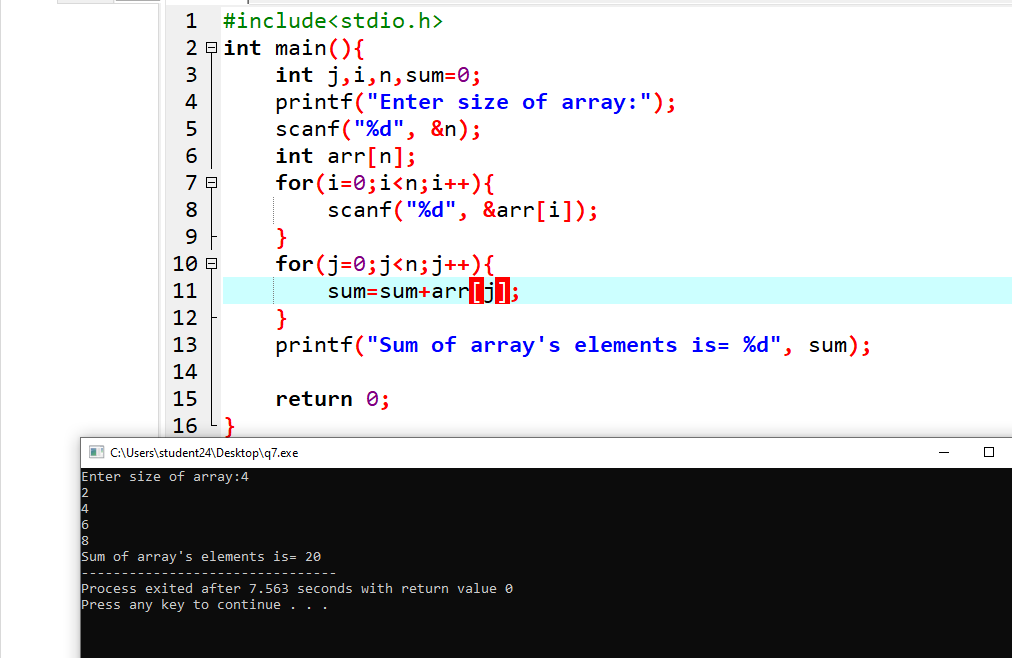 1 #include<stdio.h>
2 int main(){
3 int j,i,n,sum=0;
4 printf("Enter size of array:");
5 scanf("%d", &n);
6 int arr[n];
7 for(i=0;i<n;i++){
8 scanf("%d", &arr[i]);
9 }
10 for(j=0;j<n;j++){
11 sum=sum+arr[j];
12 }
13 printf("Sum of array's elements is= %d", sum);
14
15 return 0;
16 }
C:\Users\student24\Desktop\q7.exe
Enter size of array:4
2
4
6
8
Sum of array's elements is= 20
--------------------------------
Process exited after 7.563 seconds with return value 0
Press any key to continue . . .